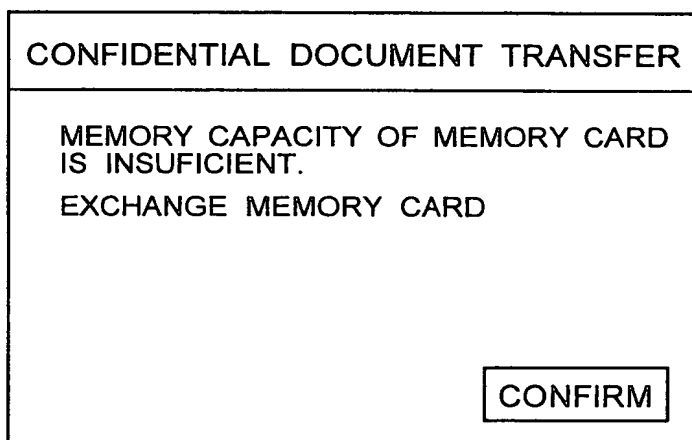 CONFIDENTIAL DOCUMENT TRANSFER
MEMORY CAPACITY OF MEMORY CARD
IS INSUFICIENT.
EXCHANGE MEMORY CARD
CONFIRM